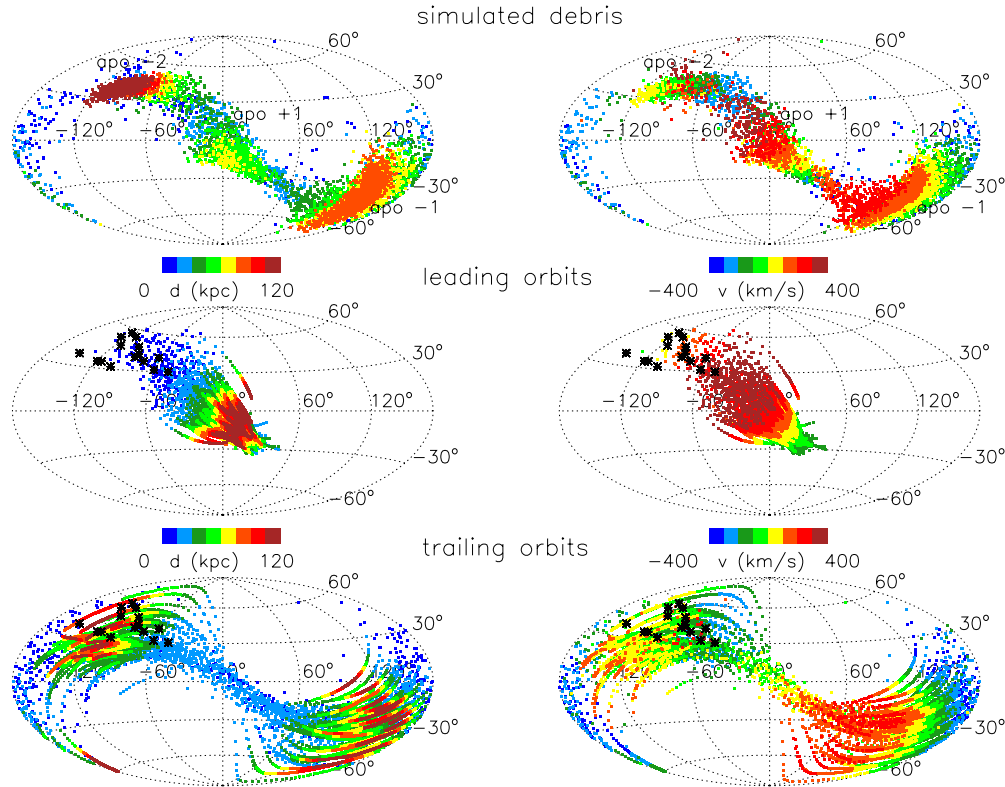 simulated debris
60° 60°
apo -2 apo -2
30° 30°
apo +1 apo +1
-120° -60° 60° 120° -120° -60° 60° 120°
-30° -30°
apo -1 apo -1
-60° -60°
leading orbits
0 d (kpc) 120 -400 v (km/s) 400
60° 60°
30° 30°
-120° -60° 60° 120° -120° 60° 120°
-30° -30°
-60° -60°
trailing orbits
0 d (kpc) 120 -400 v (km/s) 400
60° 60°
30° 30°
-60° 60° -60° 60°
-30° -30°
60° 60°